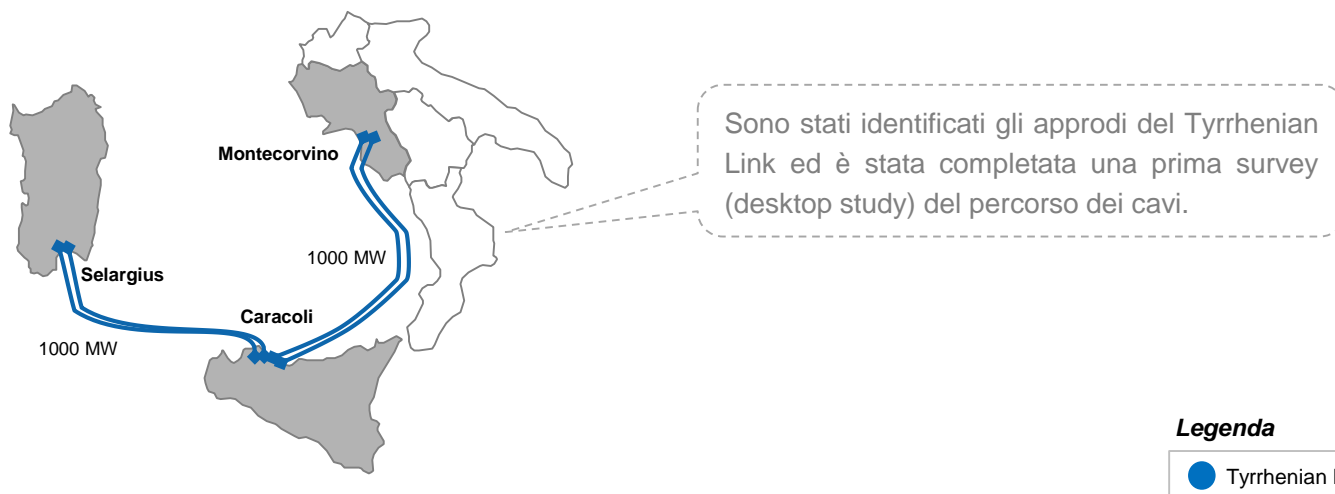 Montecorvino
Sono stati identificati gli approdi del Tyrrhenian
Link ed è stata completata una prima survey
(desktop study) del percorso dei cavi.
1000 MW
Selargius
Caracoli
1000 MW
Legenda
Tyrrhenian